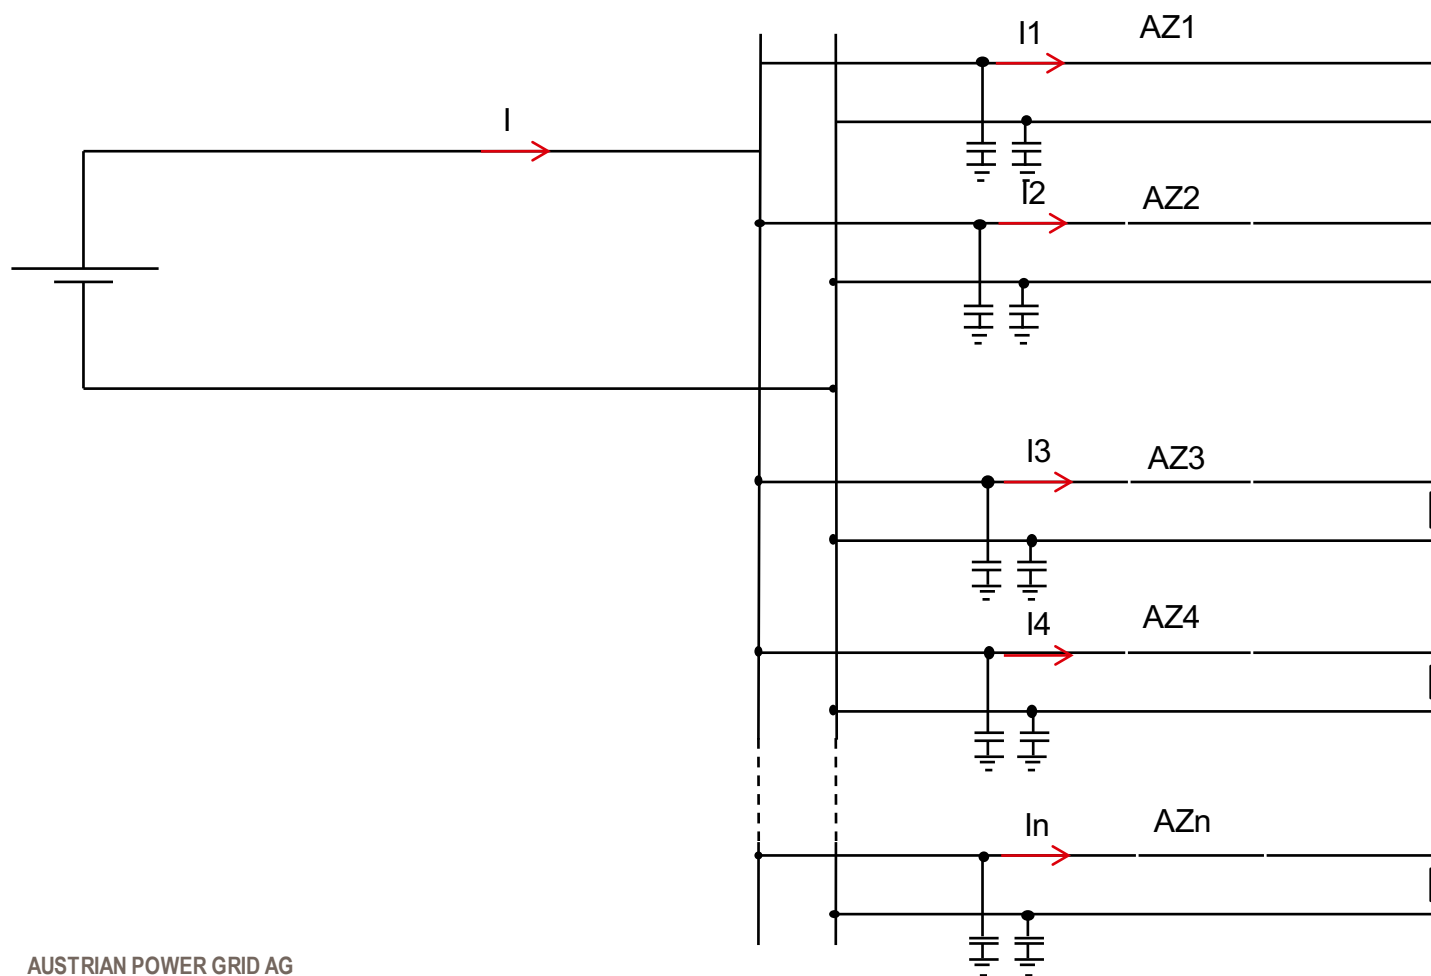 I1 AZ1
I
I2 AZ2
I3 AZ3
I4 AZ4
In AZn
AUSTRIAN POWER GRID AG